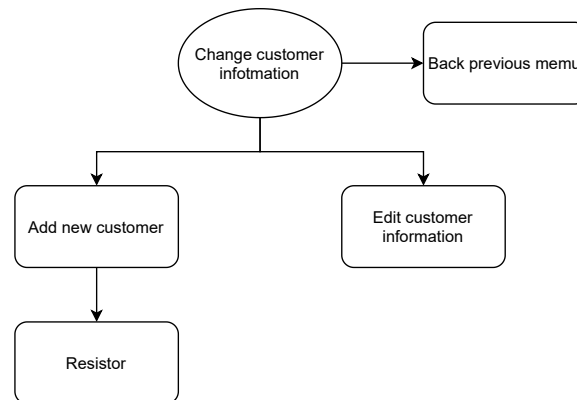 Change customer
infotmation
Back previous memu
Add new customer
Edit customer
information
Resistor